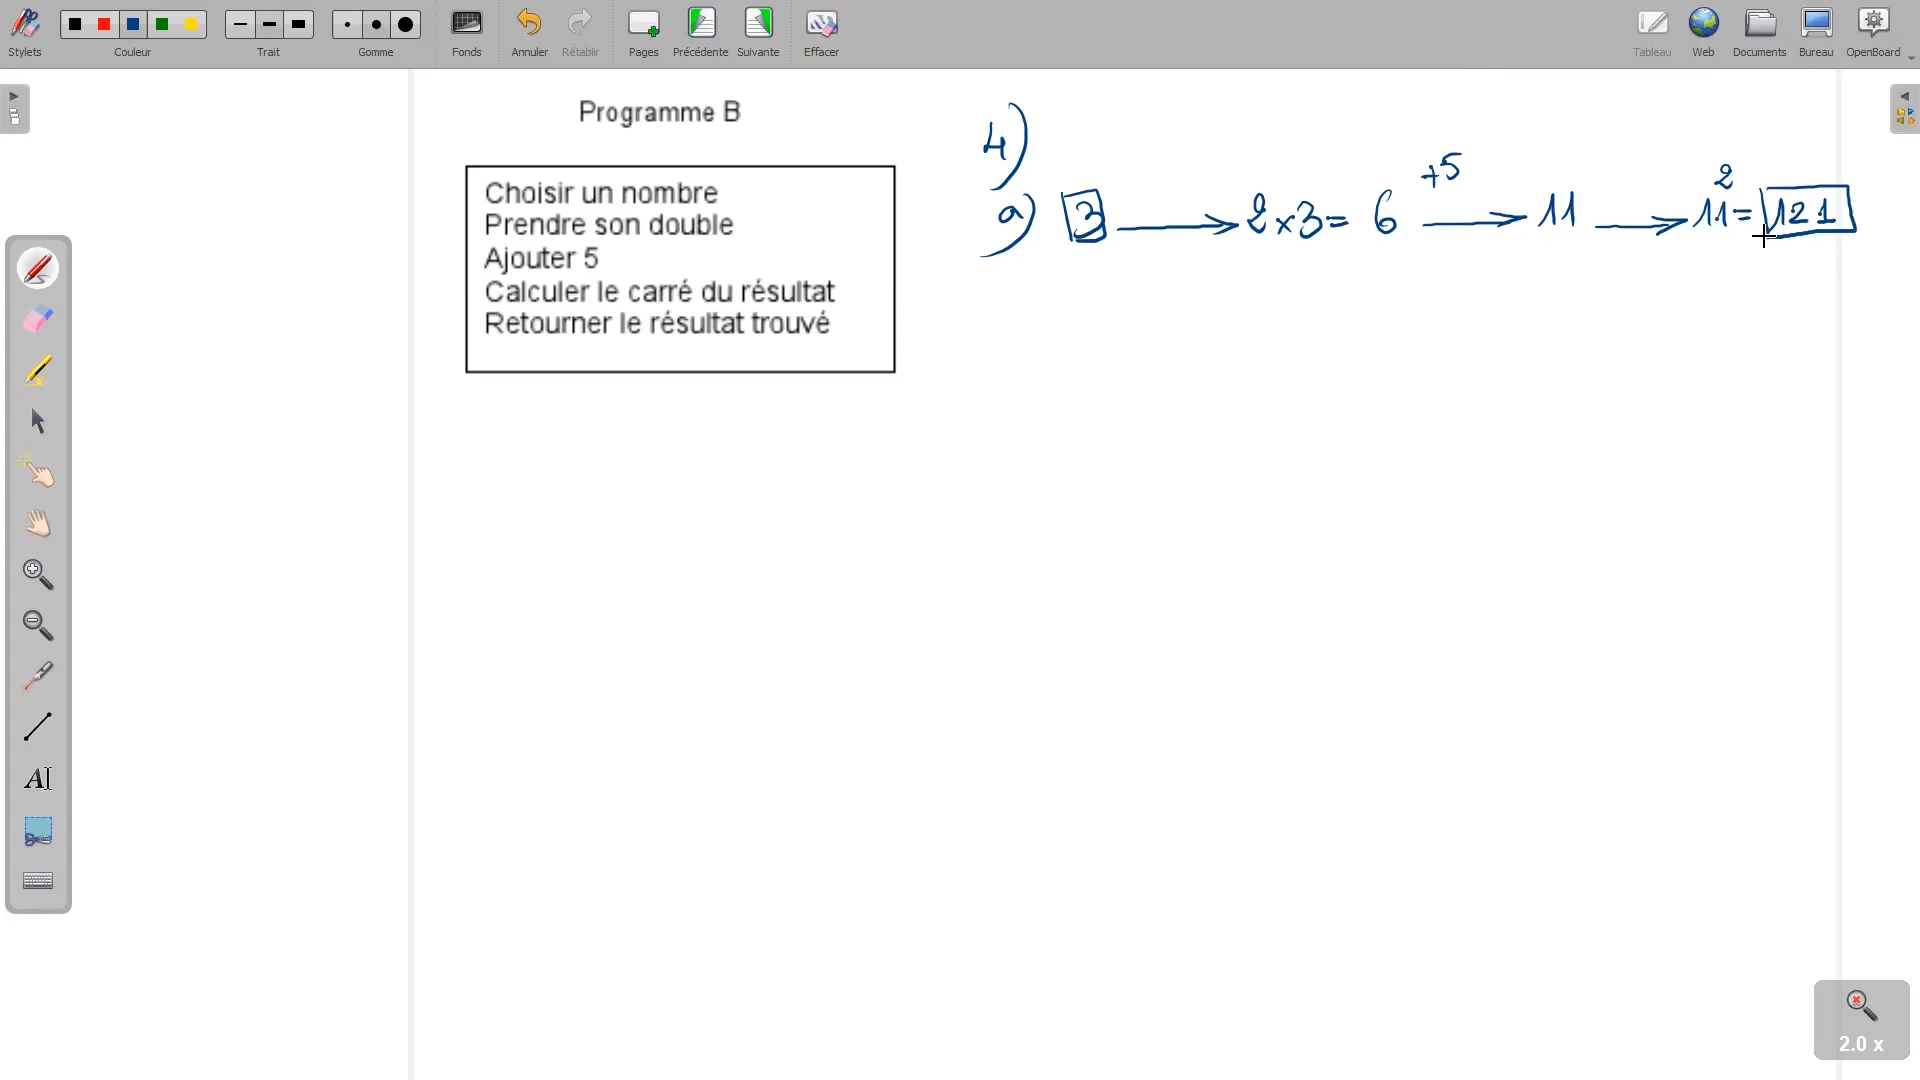 Stylets
Couleur
Trait
Gomme
Fonds
Annuler
Rétablir
Pages
Précédente
Suivante
Effacer
Tableau
Web
Documents
Bureau
OpenBoard
Programme B
Choisir un nombre
Prendre son double
Ajouter 5
Calculer le carré du résultat
Retourner le résultat trouvé
4)
a) 3 → 2×3= 6 +5 → 11 → 11²= 121
2.0 x